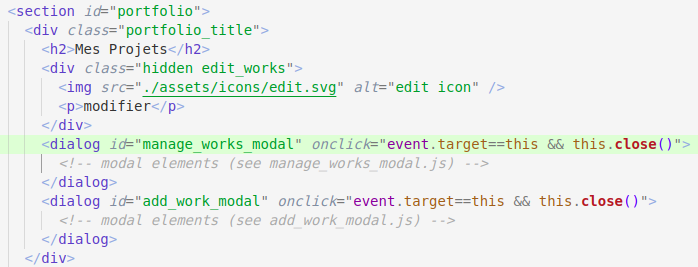 <section id="portfolio">
<div class="portfolio_title">
<h2>Mes Projets</h2>
<div class="hidden edit_works">
<img src="./assets/icons/edit.svg" alt="edit icon" />
<p>modifier</p>
</div>
<dialog id="manage_works_modal" onclick="event.target==this && this.close()">
<!-- modal elements (see manage_works_modal.js) -->
</dialog>
<dialog id="add_work_modal" onclick="event.target==this && this.close()">
<!-- modal elements (see add_work_modal.js) -->
</dialog>
</div>